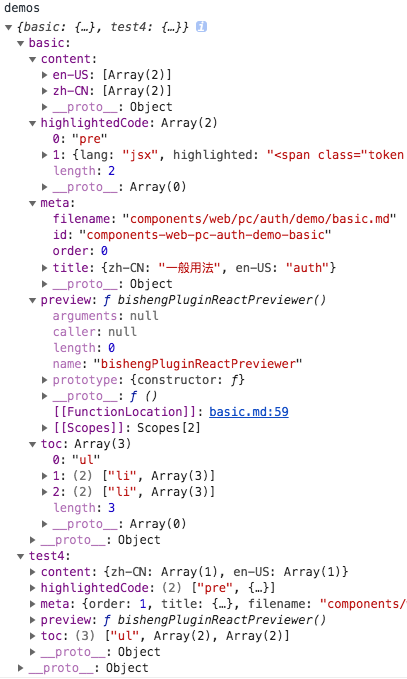 demos
{basic: {…}, test4: {…}} i
basic:
content:
en-US: [Array(2)]
zh-CN: [Array(2)]
__proto__: Object
highlightedCode: Array(2)
0: "pre"
1: {lang: "jsx", highlighted: "<span class="token
length: 2
__proto__: Array(0)
meta:
filename: "components/web/pc/auth/demo/basic.md"
id: "components-web-pc-auth-demo-basic"
order: 0
title: {zh-CN: "一般用法", en-US: "auth"}
__proto__: Object
preview: ƒ bishengPluginReactPreviewer()
arguments: null
caller: null
length: 0
name: "bishengPluginReactPreviewer"
prototype: {constructor: ƒ}
__proto__: ƒ ()
[[FunctionLocation]]: basic.md:59
[[Scopes]]: Scopes[2]
toc: Array(3)
0: "ul"
1: (2) ["li", Array(3)]
2: (2) ["li", Array(3)]
length: 3
__proto__: Array(0)
__proto__: Object
test4:
content: {zh-CN: Array(1), en-US: Array(1)}
highlightedCode: (2) ["pre", {…}]
meta: {order: 1, title: {…}, filename: "components/
preview: ƒ bishengPluginReactPreviewer()
toc: (3) ["ul", Array(2), Array(2)]
__proto__: Object
__proto__: Object